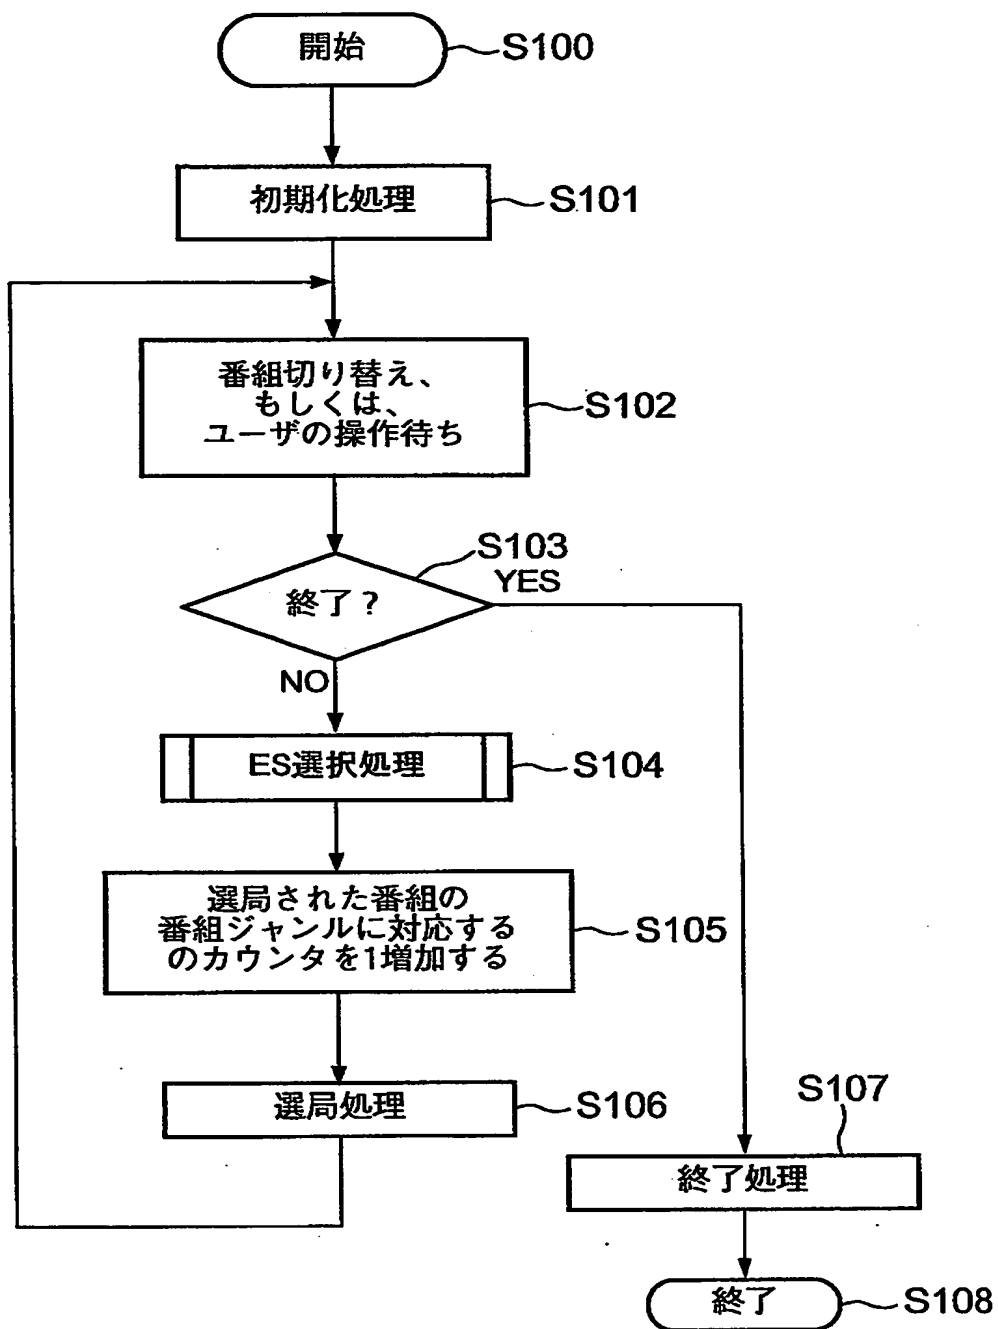 開始
S100
初期化処理
S101
番組切り替え、
もしくは、
ユーザの操作待ち
S102
S103
終了？
YES
NO
ES選択処理
S104
選局された番組の
番組ジャンルに対応する
のカウンタを1増加する
S105
選局処理
S106
S107
終了処理
終了
S108